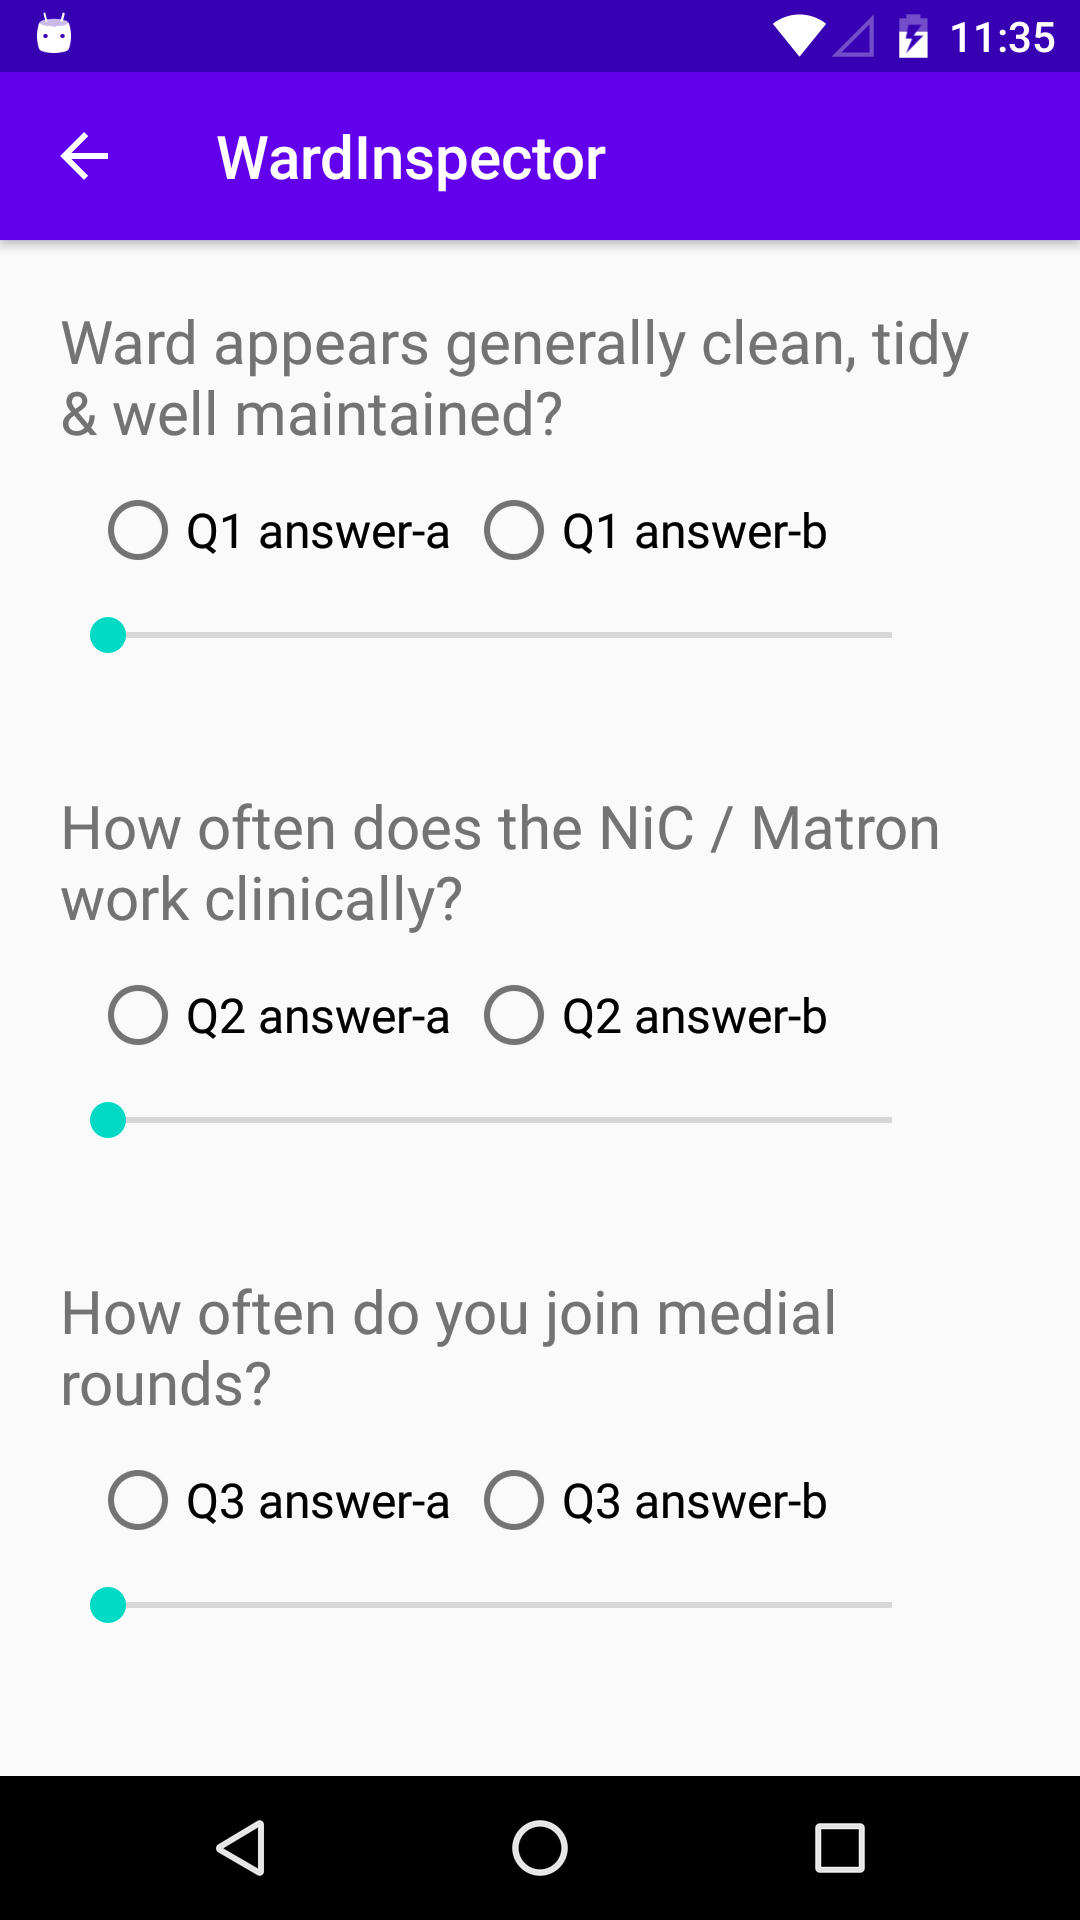 11:35
WardInspector
Ward appears generally clean, tidy
& well maintained?
Q1 answer-a Q1 answer-b
How often does the NiC / Matron
work clinically?
Q2 answer-a Q2 answer-b
How often do you join medial
rounds?
Q3 answer-a Q3 answer-b